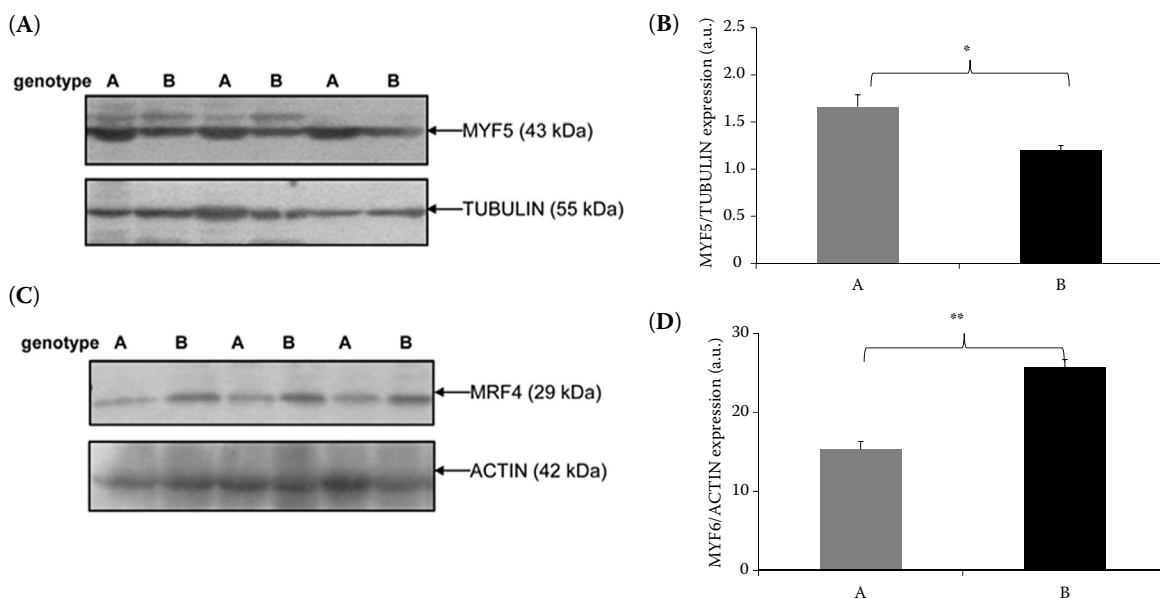 (A)
genotype A B A B A B
MYF5 (43 kDa)
TUBULIN (55 kDa)
(B)
MYF5/TUBULIN expression (a.u.)
2.5
2.0
1.5
1.0
0.5
0
*
A B
(C)
genotype A B A B A B
MRF4 (29 kDa)
ACTIN (42 kDa)
(D)
MYF6/ACTIN expression (a.u.)
30
20
10
0
**
A B